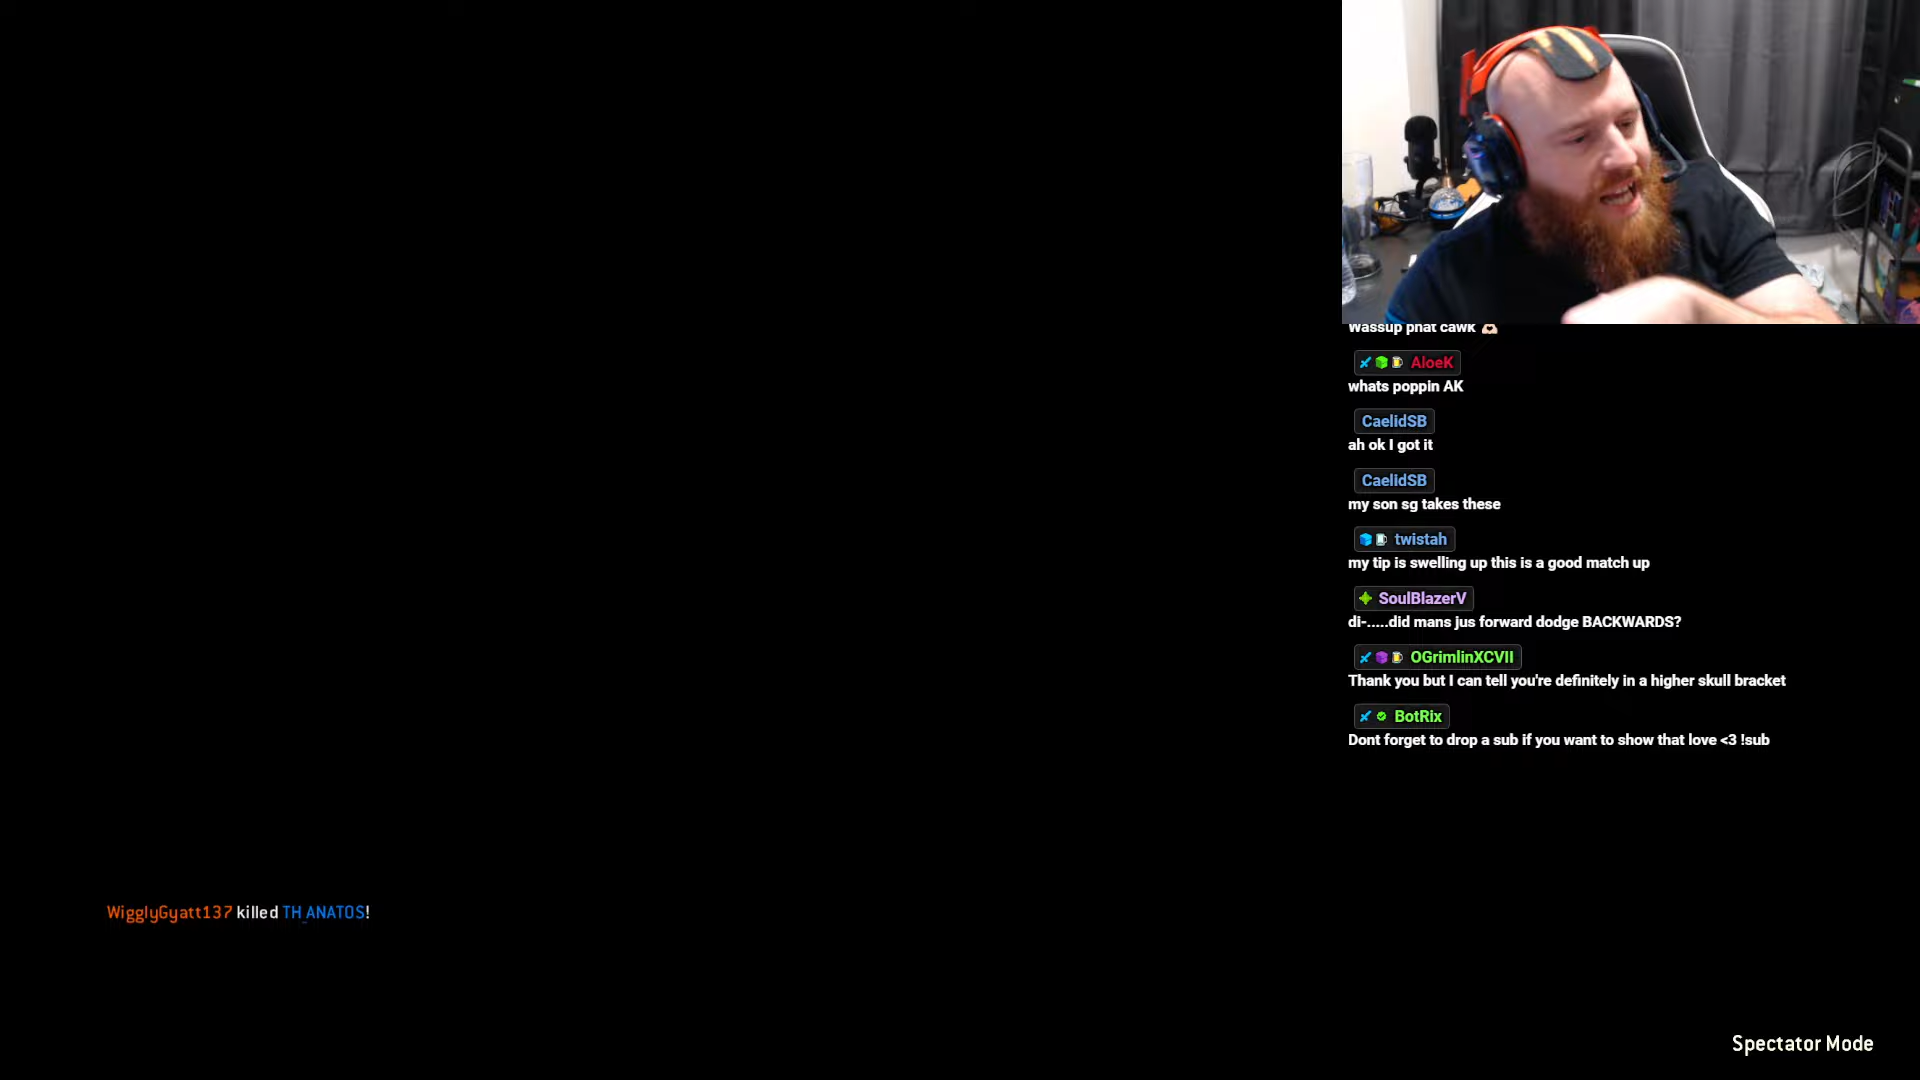 Wassup phat cawk
AloeK
whats poppin AK
CaelidSB
ah ok I got it
CaelidSB
my son sg takes these
twistah
my tip is swelling up this is a good match up
SoulBlazerV
di-.....did mans jus forward dodge BACKWARDS?
OGrimlinXCVII
Thank you but I can tell you're definitely in a higher skull bracket
BotRix
Dont forget to drop a sub if you want to show that love <3 !sub
WigglyGyatt137 killed TH_ANATOS!
Spectator Mode